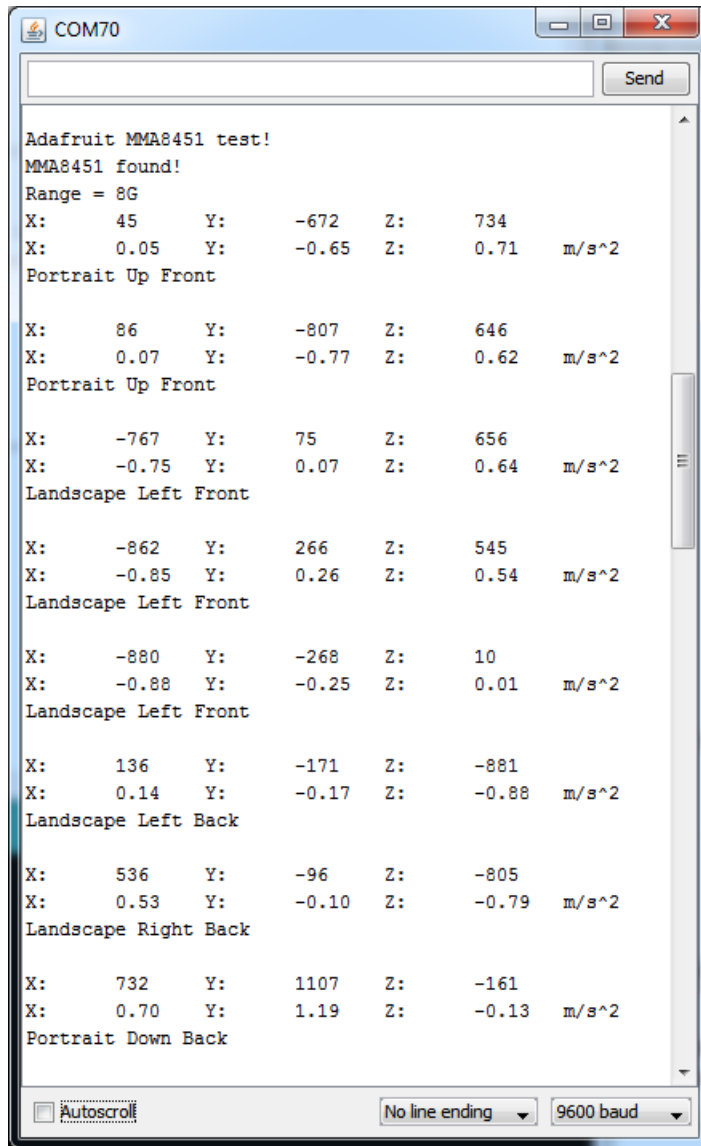 COM70
Send
Adafruit MMA8451 test!
MMA8451 found!
Range = 8G
X: 45 Y: -672 Z: 734
X: 0.05 Y: -0.65 Z: 0.71 m/s^2
Portrait Up Front
X: 86 Y: -807 Z: 646
X: 0.07 Y: -0.77 Z: 0.62 m/s^2
Portrait Up Front
X: -767 Y: 75 Z: 656
X: -0.75 Y: 0.07 Z: 0.64 m/s^2
Landscape Left Front
X: -862 Y: 266 Z: 545
X: -0.85 Y: 0.26 Z: 0.54 m/s^2
Landscape Left Front
X: -880 Y: -268 Z: 10
X: -0.88 Y: -0.25 Z: 0.01 m/s^2
Landscape Left Front
X: 136 Y: -171 Z: -881
X: 0.14 Y: -0.17 Z: -0.88 m/s^2
Landscape Left Back
X: 536 Y: -96 Z: -805
X: 0.53 Y: -0.10 Z: -0.79 m/s^2
Landscape Right Back
X: 732 Y: 1107 Z: -161
X: 0.70 Y: 1.19 Z: -0.13 m/s^2
Portrait Down Back
Autoscroll No line ending 9600 baud